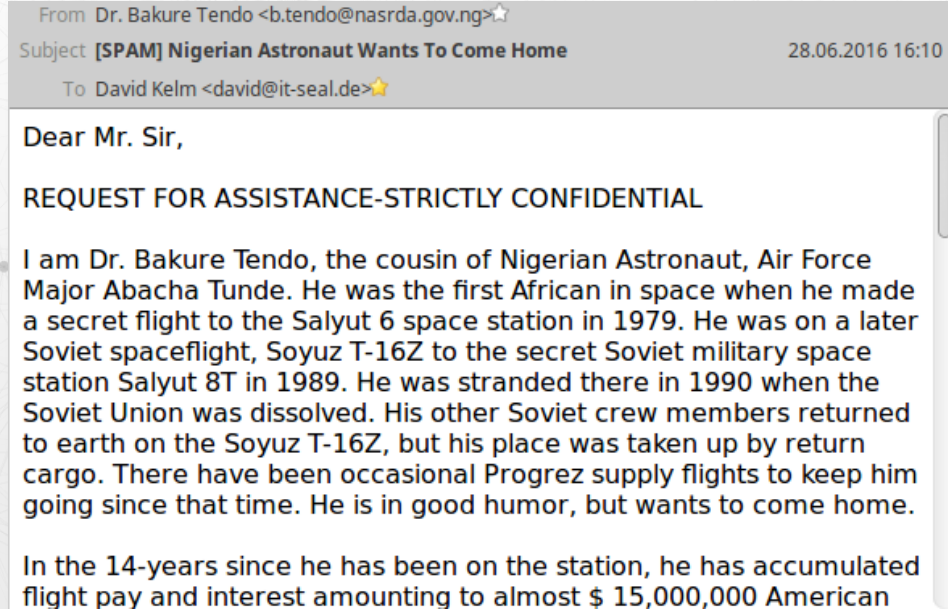 From Dr. Bakure Tendo <b.tendo@nasrda.gov.ng>
Subject [SPAM] Nigerian Astronaut Wants To Come Home 28.06.2016 16:10
To David Kelm <david@it-seal.de>
Dear Mr. Sir,
REQUEST FOR ASSISTANCE-STRICTLY CONFIDENTIAL
I am Dr. Bakure Tendo, the cousin of Nigerian Astronaut, Air Force
Major Abacha Tunde. He was the first African in space when he made
a secret flight to the Salyut 6 space station in 1979. He was on a later
Soviet spaceflight, Soyuz T-16Z to the secret Soviet military space
station Salyut 8T in 1989. He was stranded there in 1990 when the
Soviet Union was dissolved. His other Soviet crew members returned
to earth on the Soyuz T-16Z, but his place was taken up by return
cargo. There have been occasional Progrez supply flights to keep him
going since that time. He is in good humor, but wants to come home.
In the 14-years since he has been on the station, he has accumulated
flight pay and interest amounting to almost $ 15,000,000 American